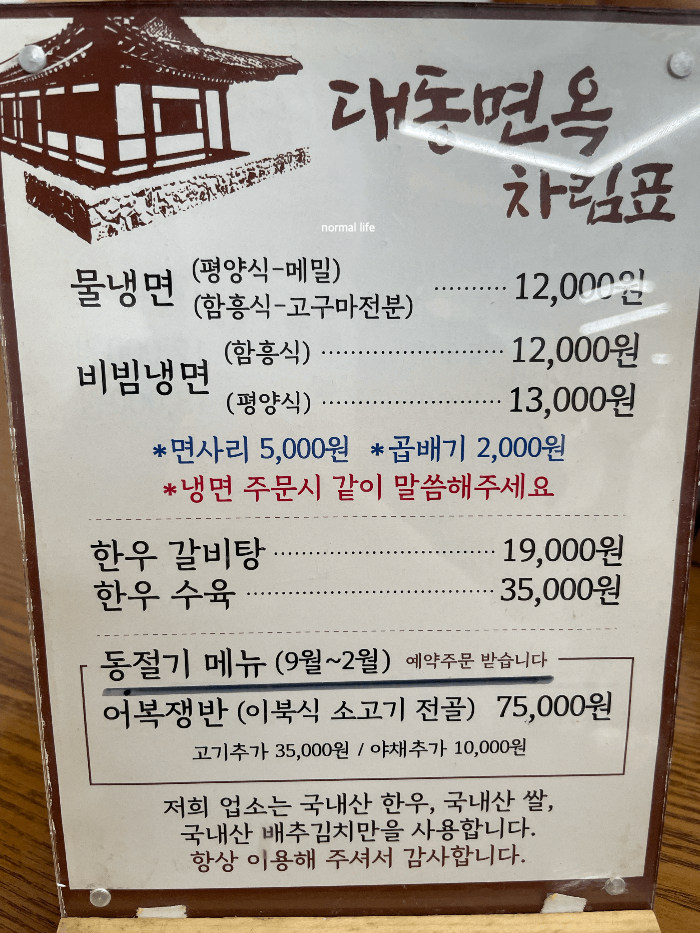 대동면옥
차림표
normal life
물냉면 (평양식-메밀)
(함흥식-고구마전분) 12,000원
비빔냉면 (함흥식) 12,000원
(평양식) 13,000원
*면사리 5,000원 *곱배기 2,000원
*냉면 주문시 같이 말씀해주세요
한우 갈비탕 19,000원
한우 수육 35,000원
동절기 메뉴 (9월~2월) 예약주문 받습니다
어복쟁반 (이북식 소고기 전골) 75,000원
고기추가 35,000원 / 야채추가 10,000원
저희 업소는 국내산 한우, 국내산 쌀,
국내산 배추김치만을 사용합니다.
항상 이용해 주셔서 감사합니다.